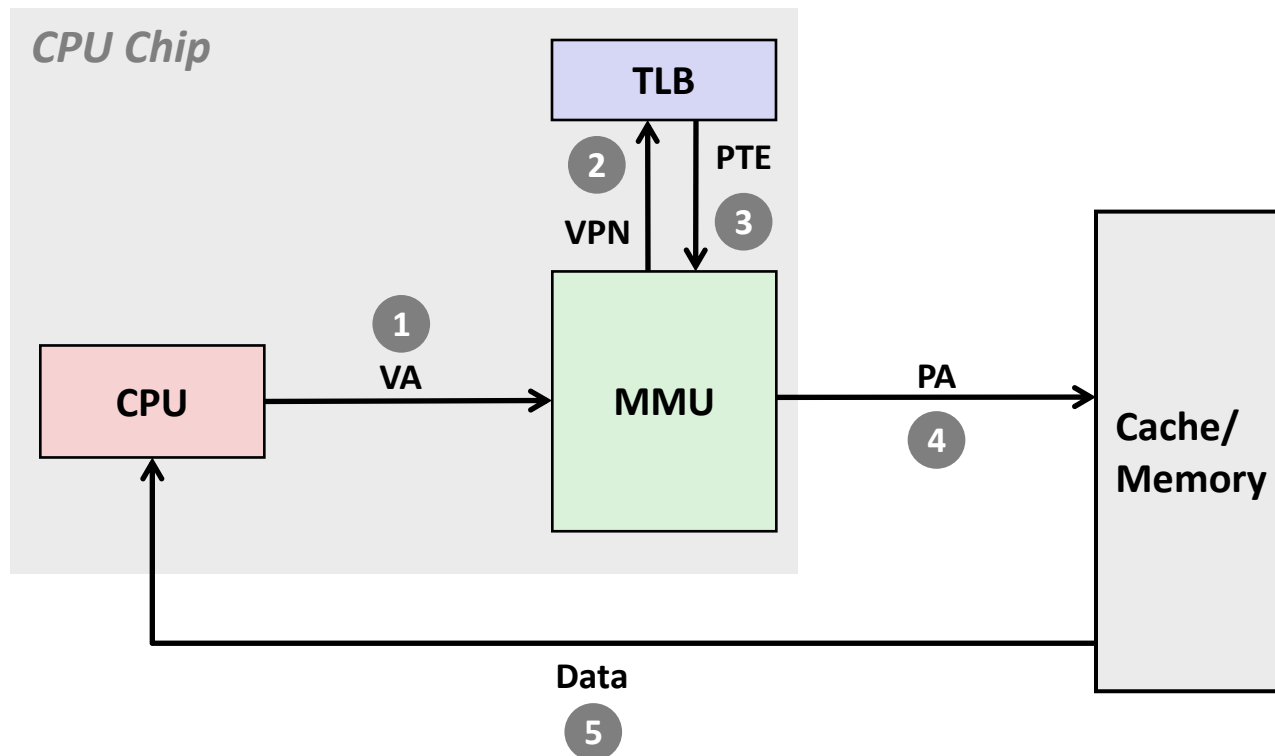 CPU Chip
TLB
2
PTE
VPN
3
1
VA
CPU
MMU
PA
4
Cache/
Memory
Data
5